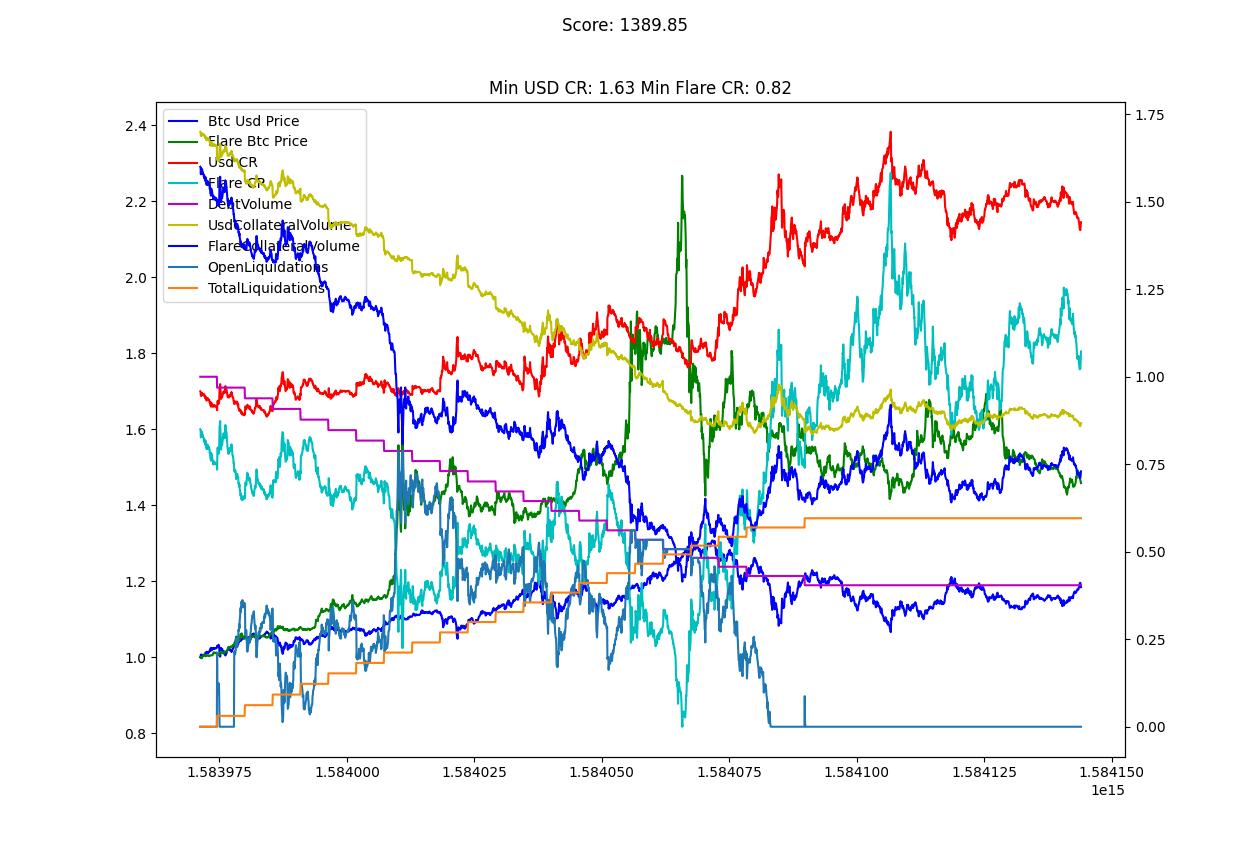 Score: 1389.85
Min USD CR: 1.63 Min Flare CR: 0.82
Btc Usd Price
Flare Btc Price
Usd CR
Flare CR
DebtVolume
UsdCollateralVolume
FlareCollateralVolume
OpenLiquidations
TotalLiquidations
2.4
2.2
2.0
1.8
1.6
1.4
1.2
1.0
0.8
1.75
1.50
1.25
1.00
0.75
0.50
0.25
0.00
1.583975 1.584000 1.584025 1.584050 1.584075 1.584100 1.584125 1.584150
1e15